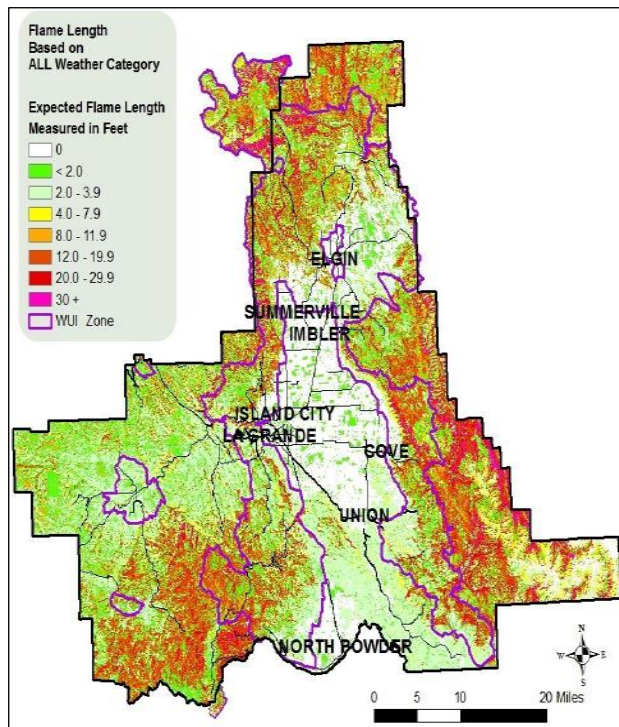 Flame Length
Based on
ALL Weather Category
Expected Flame Length
Measured in Feet
0
< 2.0
2.0 - 3.9
4.0 - 7.9
8.0 - 11.9
12.0 - 19.9
20.0 - 29.9
30 +
WUI Zone
ELGIN
SUMMERVILLE
IMBLER
ISLAND CITY
LA GRANDE
COVE
UNION
NORTH POWDER
N
W E
S
0 5 10 20 Miles